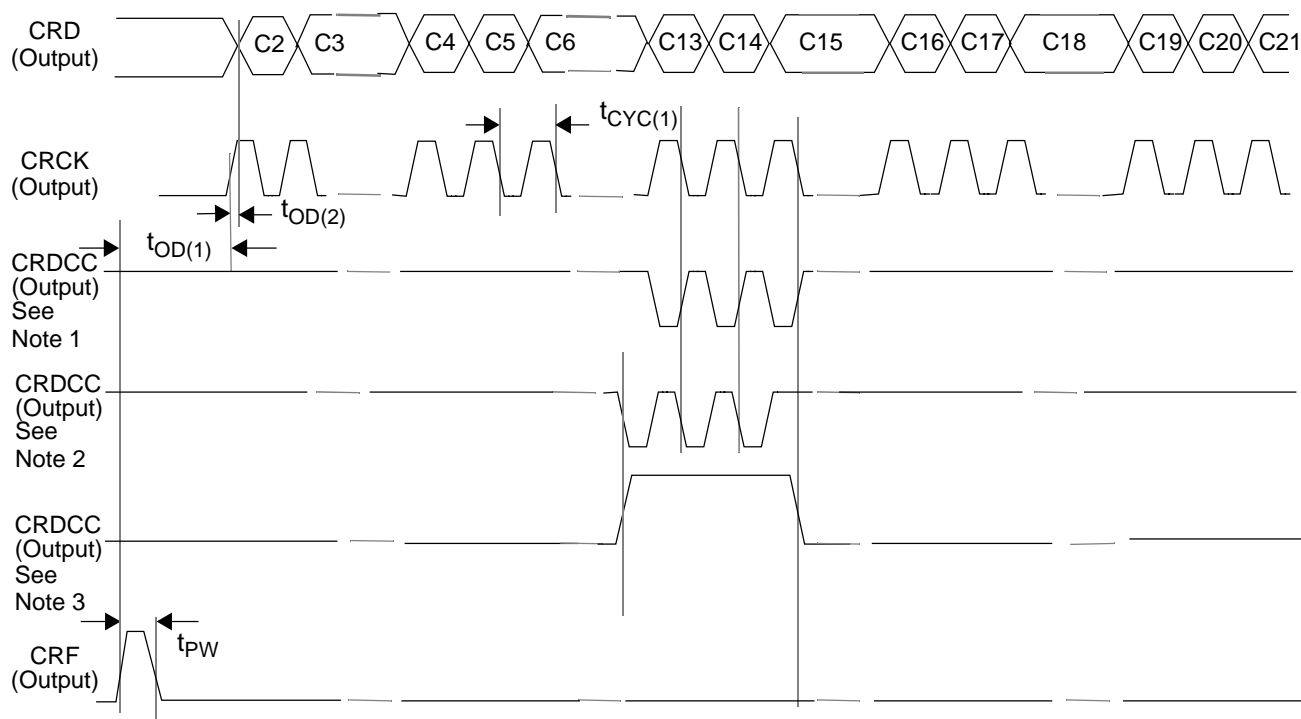 CRD
(Output)
C2 C3 C4 C5 C6 C13 C14 C15 C16 C17 C18 C19 C20 C21
tCYC(1)
CRCK
(Output)
tOD(2)
tOD(1)
CRDCC
(Output)
See
Note 1
CRDCC
(Output)
See
Note 2
CRDCC
(Output)
See
Note 3
tPW
CRF
(Output)